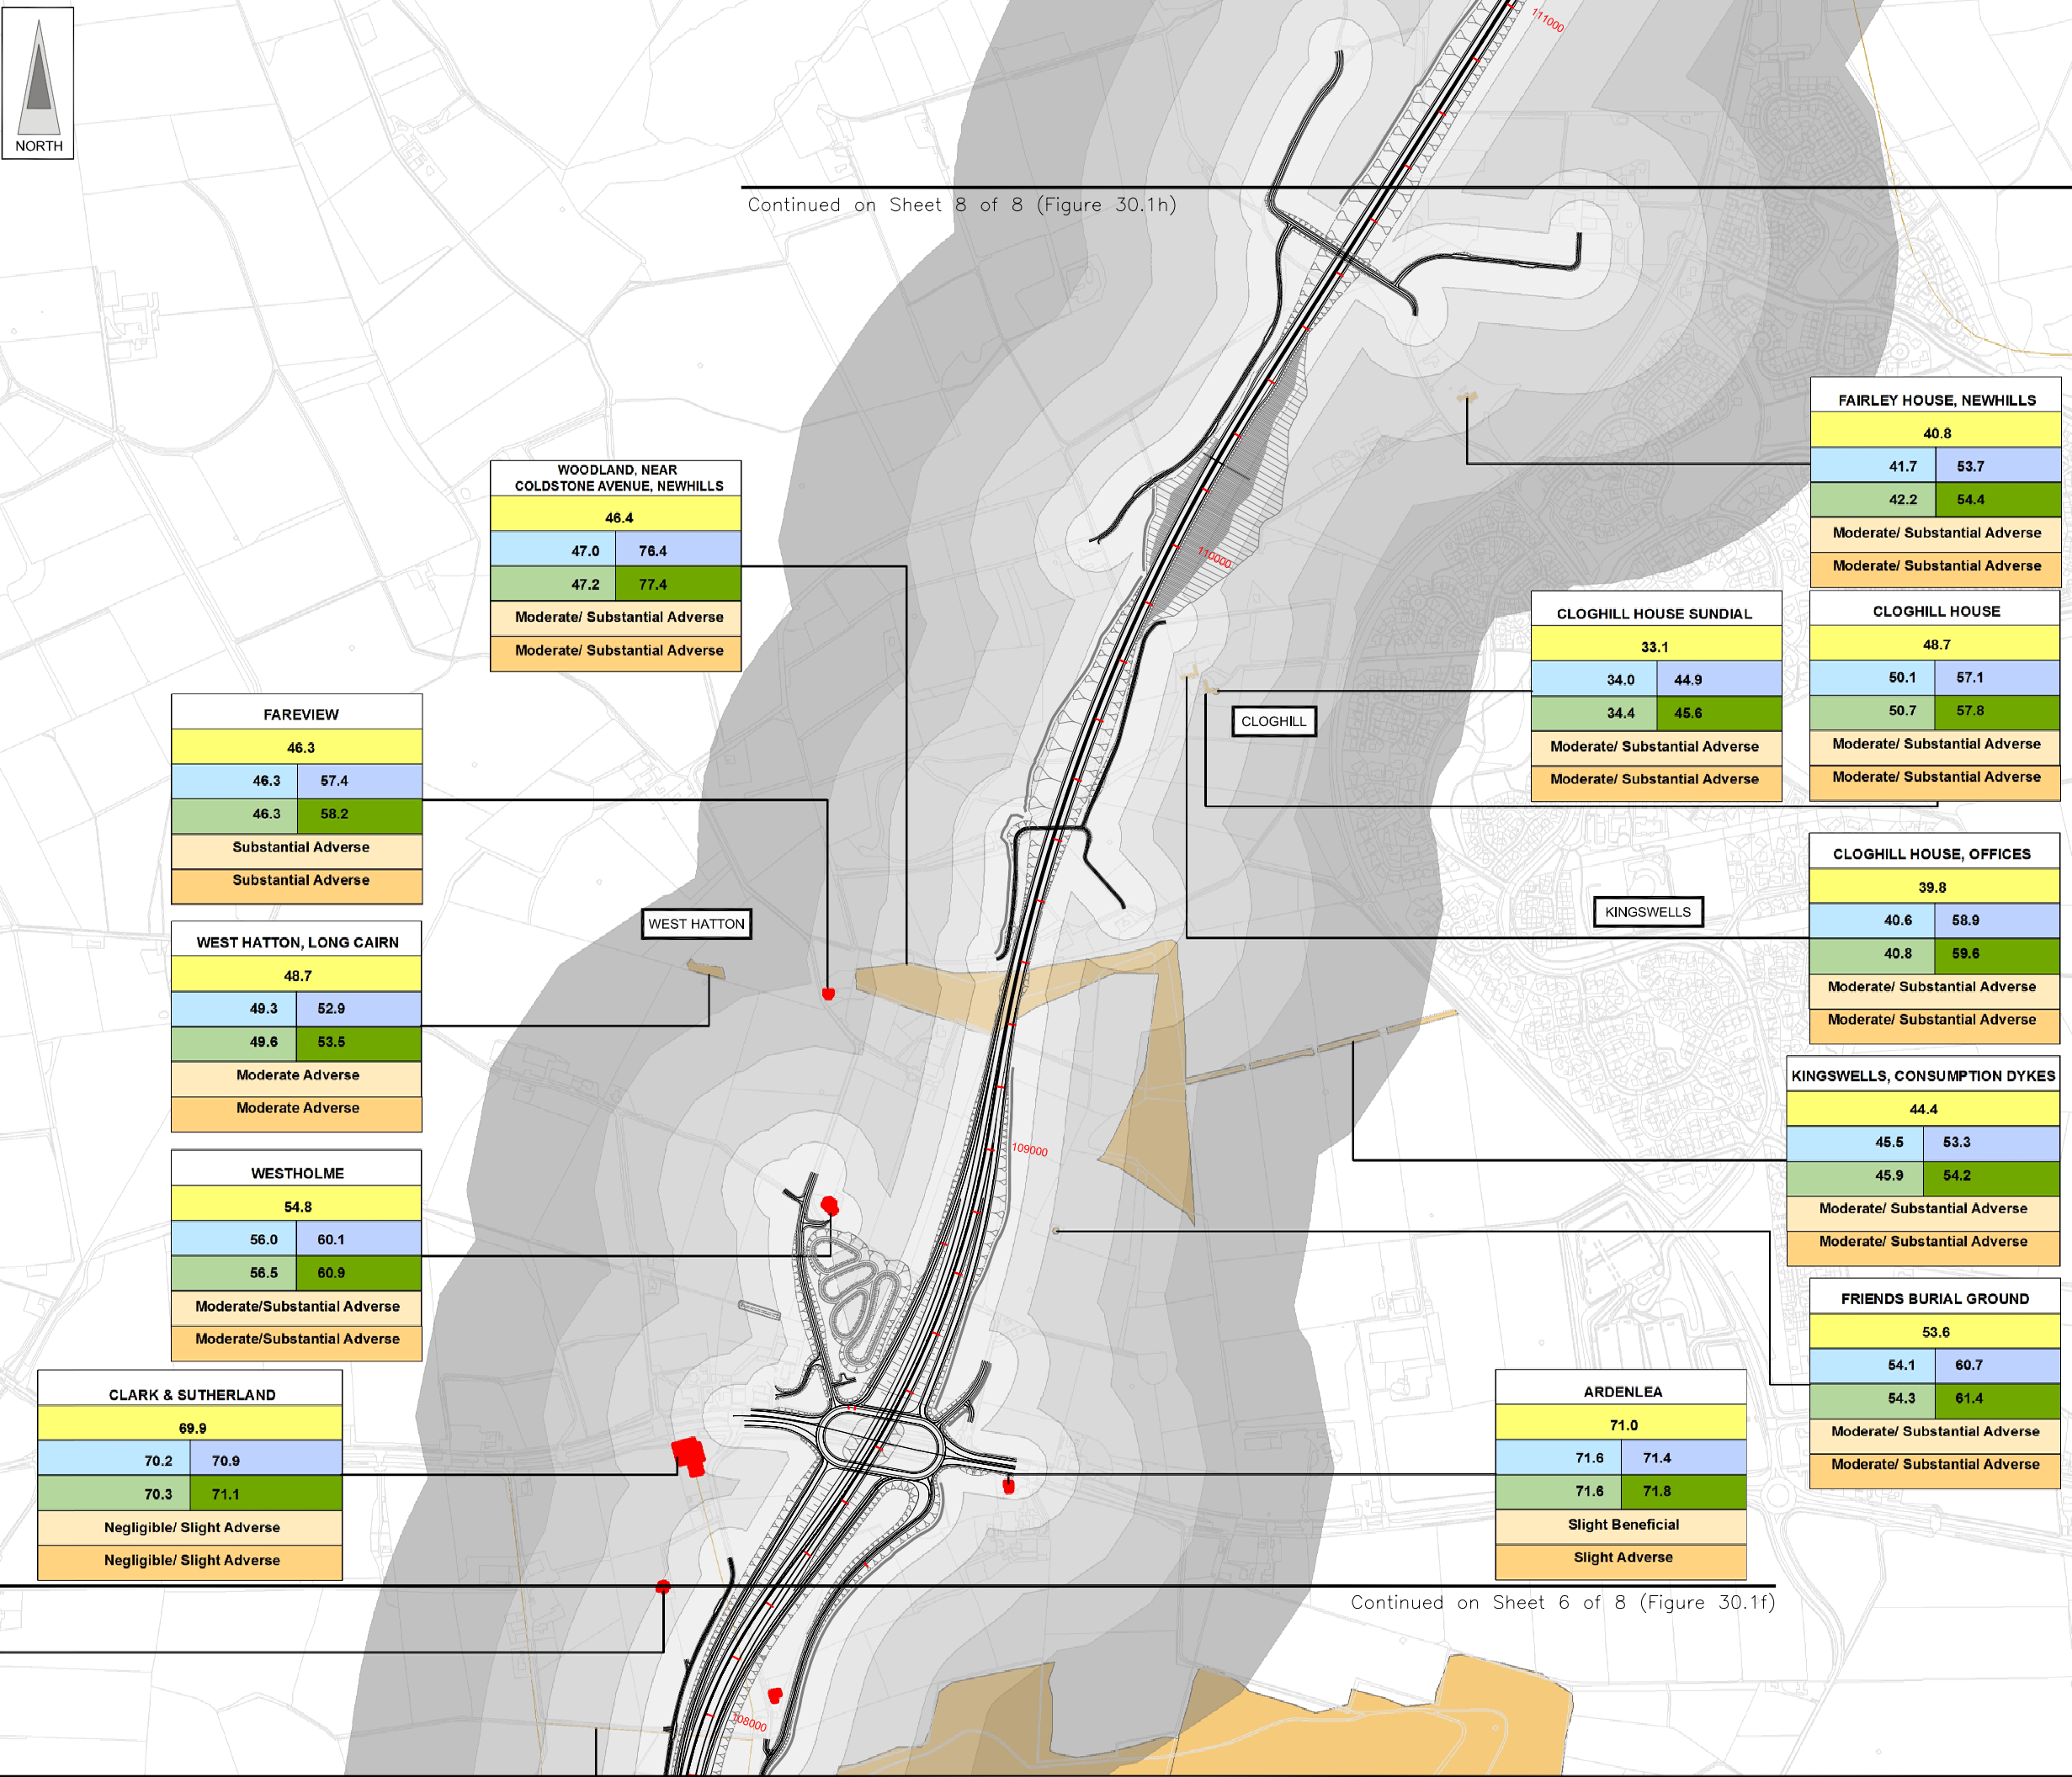 NORTH
111000
Continued on Sheet 8 of 8 (Figure 30.1h)
FAIRLEY HOUSE, NEWHILLS
40.8
41.7 53.7
42.2 54.4
Moderate/ Substantial Adverse
Moderate/ Substantial Adverse
WOODLAND, NEAR
COLDSTONE AVENUE, NEWHILLS
46.4
47.0 76.4
47.2 77.4
Moderate/ Substantial Adverse
Moderate/ Substantial Adverse
110000
CLOGHILL HOUSE SUNDIAL
33.1
34.0 44.9
34.4 45.6
Moderate/ Substantial Adverse
Moderate/ Substantial Adverse
CLOGHILL HOUSE
48.7
50.1 57.1
50.7 57.8
Moderate/ Substantial Adverse
Moderate/ Substantial Adverse
CLOGHILL
FAREVIEW
46.3
46.3 57.4
46.3 58.2
Substantial Adverse
Substantial Adverse
CLOGHILL HOUSE, OFFICES
39.8
40.6 58.9
40.8 59.6
Moderate/ Substantial Adverse
Moderate/ Substantial Adverse
KINGSWELLS
WEST HATTON
WEST HATTON, LONG CAIRN
48.7
49.3 52.9
49.6 53.5
Moderate Adverse
Moderate Adverse
KINGSWELLS, CONSUMPTION DYKES
44.4
45.5 53.3
45.9 54.2
Moderate/ Substantial Adverse
Moderate/ Substantial Adverse
109000
WESTHOLME
54.8
56.0 60.1
56.5 60.9
Moderate/Substantial Adverse
Moderate/Substantial Adverse
FRIENDS BURIAL GROUND
53.6
54.1 60.7
54.3 61.4
Moderate/ Substantial Adverse
Moderate/ Substantial Adverse
CLARK & SUTHERLAND
69.9
70.2 70.9
70.3 71.1
Negligible/ Slight Adverse
Negligible/ Slight Adverse
ARDENLEA
71.0
71.6 71.4
71.6 71.8
Slight Beneficial
Slight Adverse
Continued on Sheet 6 of 8 (Figure 30.1f)
108000